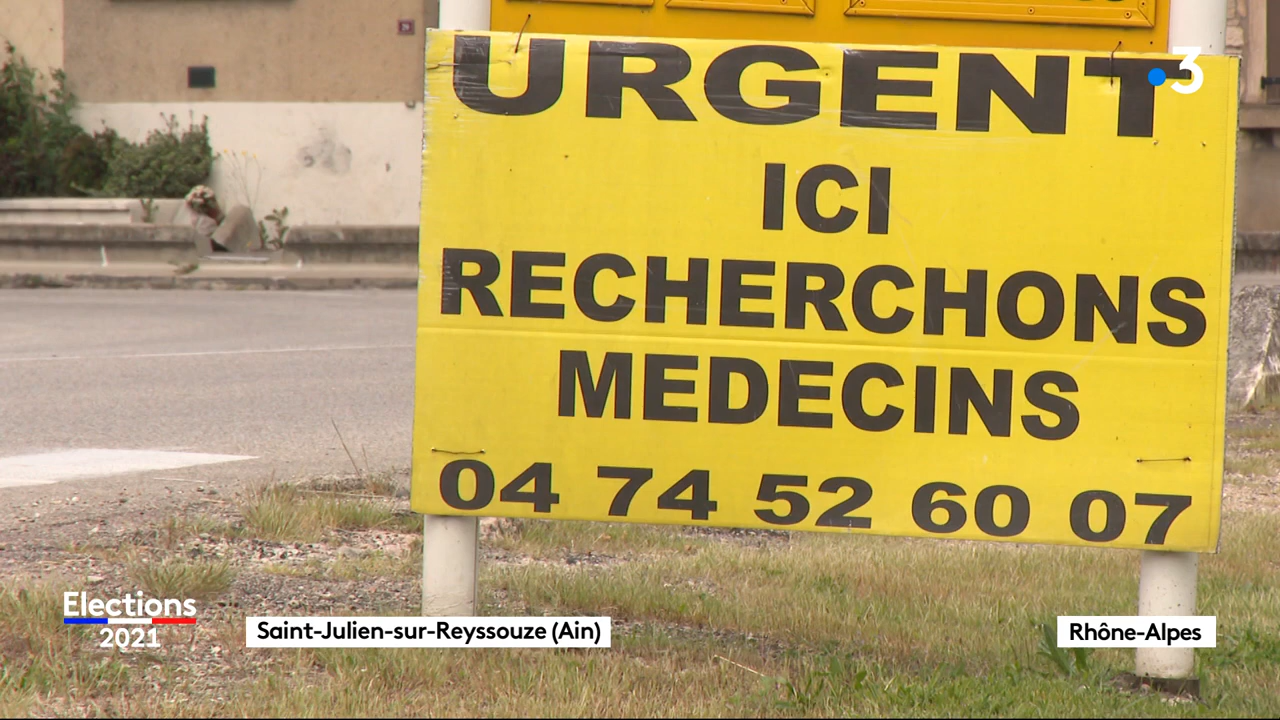 URGENT
3
ICI
RECHERCHONS
MEDECINS
04 74 52 60 07
Elections
2021
Saint-Julien-sur-Reyssouze (Ain)
Rhône-Alpes